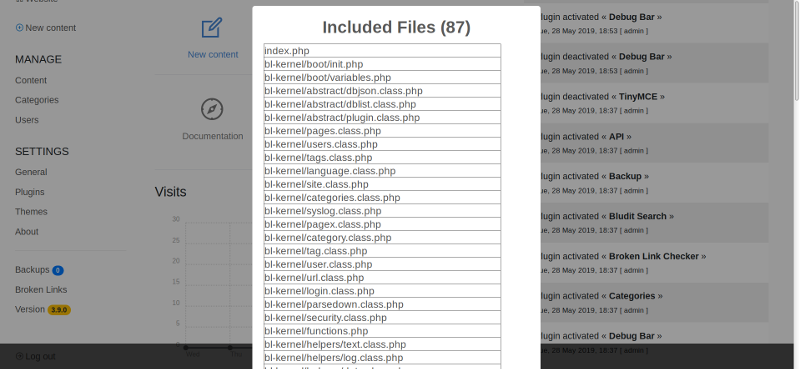 Website
New content
MANAGE
Content
Categories
Users
SETTINGS
General
Plugins
Themes
About
Backups 0
Broken Links
Version 3.9.0
Log out
New content
Documentation
Visits
30
25
20
15
10
5
0
Included Files (87)
index.php
bl-kernel/boot/init.php
bl-kernel/boot/variables.php
bl-kernel/abstract/dbjson.class.php
bl-kernel/abstract/dblist.class.php
bl-kernel/abstract/plugin.class.php
bl-kernel/pages.class.php
bl-kernel/users.class.php
bl-kernel/tags.class.php
bl-kernel/language.class.php
bl-kernel/site.class.php
bl-kernel/categories.class.php
bl-kernel/syslog.class.php
bl-kernel/pagex.class.php
bl-kernel/category.class.php
bl-kernel/tag.class.php
bl-kernel/user.class.php
bl-kernel/url.class.php
bl-kernel/login.class.php
bl-kernel/parsedown.class.php
bl-kernel/security.class.php
bl-kernel/functions.php
bl-kernel/helpers/text.class.php
bl-kernel/helpers/log.class.php
lugin activated « Debug Bar »
ue, 28 May 2019, 18:53 [ admin ]
lugin deactivated « Debug Bar »
ue, 28 May 2019, 18:53 [ admin ]
lugin deactivated « TinyMCE »
ue, 28 May 2019, 18:37 [ admin ]
lugin activated « API »
ue, 28 May 2019, 18:37 [ admin ]
lugin activated « Backup »
ue, 28 May 2019, 18:37 [ admin ]
lugin activated « Bludit Search »
ue, 28 May 2019, 18:37 [ admin ]
lugin activated « Broken Link Checker »
ue, 28 May 2019, 18:37 [ admin ]
lugin activated « Categories »
ue, 28 May 2019, 18:37 [ admin ]
lugin activated « Debug Bar »
ue, 28 May 2019, 18:37 [ admin ]